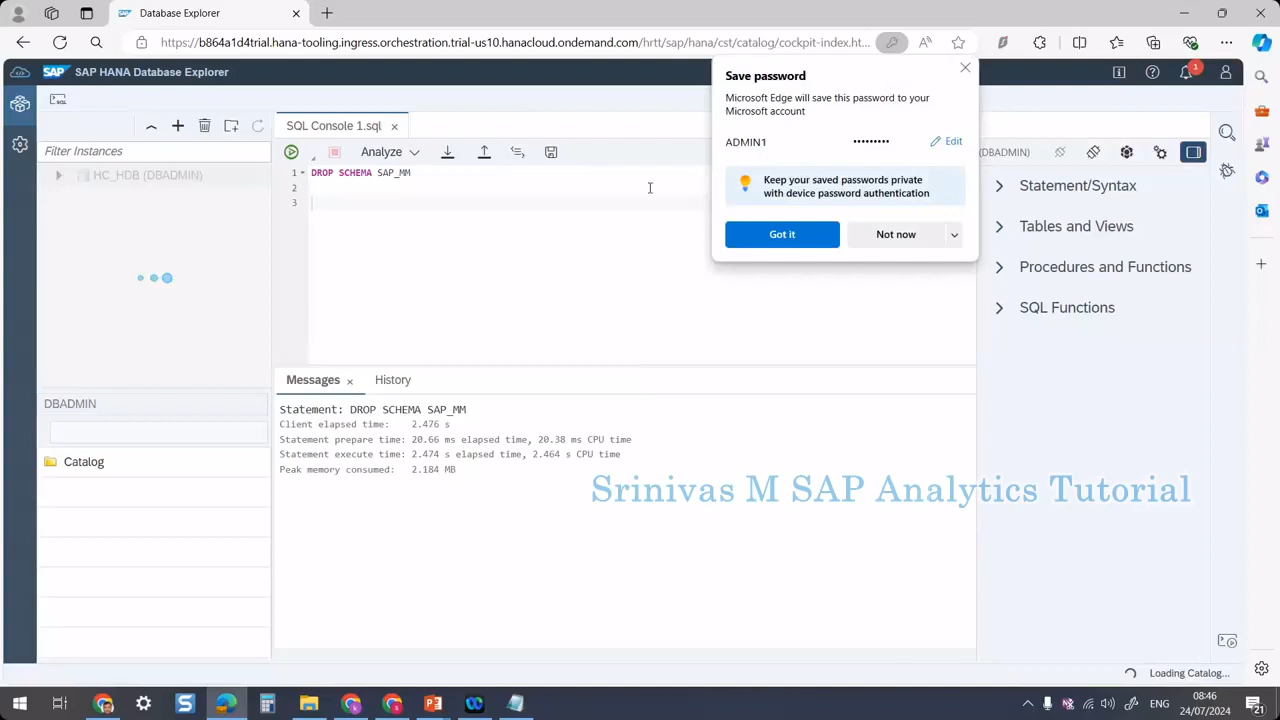 Database Explorer
https://b864a1d4trial.hana-tooling.ingress.orchestration.trial-us10.hanacloud.ondemand.com/hrtt/sap/hana/cst/catalog/cockpit-index.ht...
SAP SAP HANA Database Explorer
1
SQL Console 1.sql
Filter Instances
Analyze
(DBADMIN)
HC_HDB (DBADMIN)
1 DROP SCHEMA SAP_MM
2
3
Save password
Microsoft Edge will save this password to your
Microsoft account
ADMIN1 ••••••••• Edit
Keep your saved passwords private
with device password authentication
Got it
Not now
Statement/Syntax
Tables and Views
Procedures and Functions
SQL Functions
DBADMIN
Catalog
Messages
History
Statement: DROP SCHEMA SAP_MM
Client elapsed time: 2.476 s
Statement prepare time: 20.66 ms elapsed time, 20.38 ms CPU time
Statement execute time: 2.474 s elapsed time, 2.464 s CPU time
Peak memory consumed: 2.184 MB
Srinivas M SAP Analytics Tutorial
Loading Catalog...
ENG
08:46
24/07/2024
21